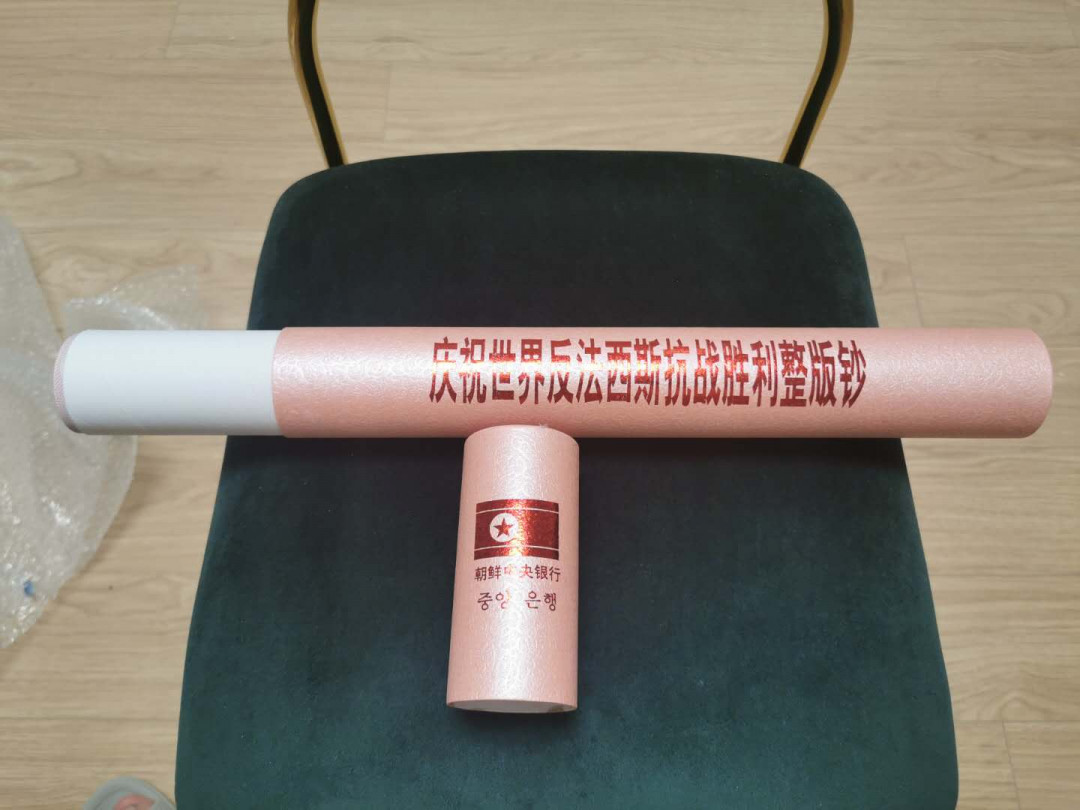 庆祝世界反法西斯抗战胜利整版钞
朝鲜中央银行
중앙은행